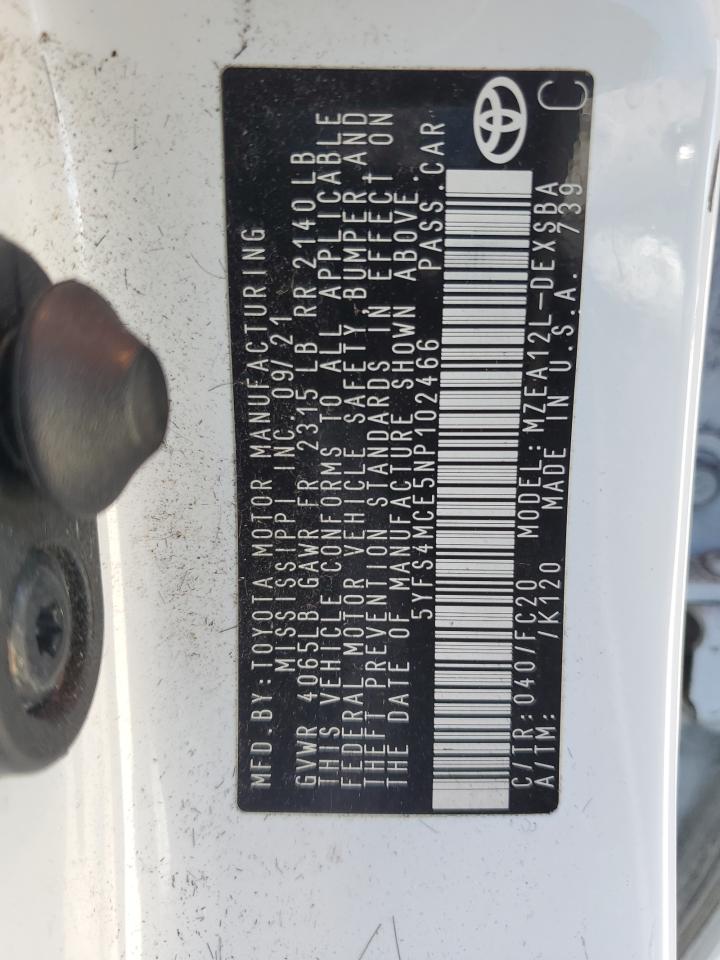 MFD.BY:TOYOTA MOTOR MANUFACTURING
MISSISSIPPI INC.09/21
GVWR 4065LB GAWR FR 2315 LB RR 2140LB
THIS VEHICLE CONFORMS TO ALL APPLICABLE
FEDERAL MOTOR VEHICLE SAFETY BUMPER AND
THEFT PREVENTION STANDARDS IN EFFECT ON
THE DATE OF MANUFACTURE SHOWN ABOVE.
5YFS4MCE5NP102466 PASS.CAR
C/TR:040/FC20 MODEL:MZEA12L-DEXSBA
A/TM: /K120 MADE IN U.S.A. 739
C